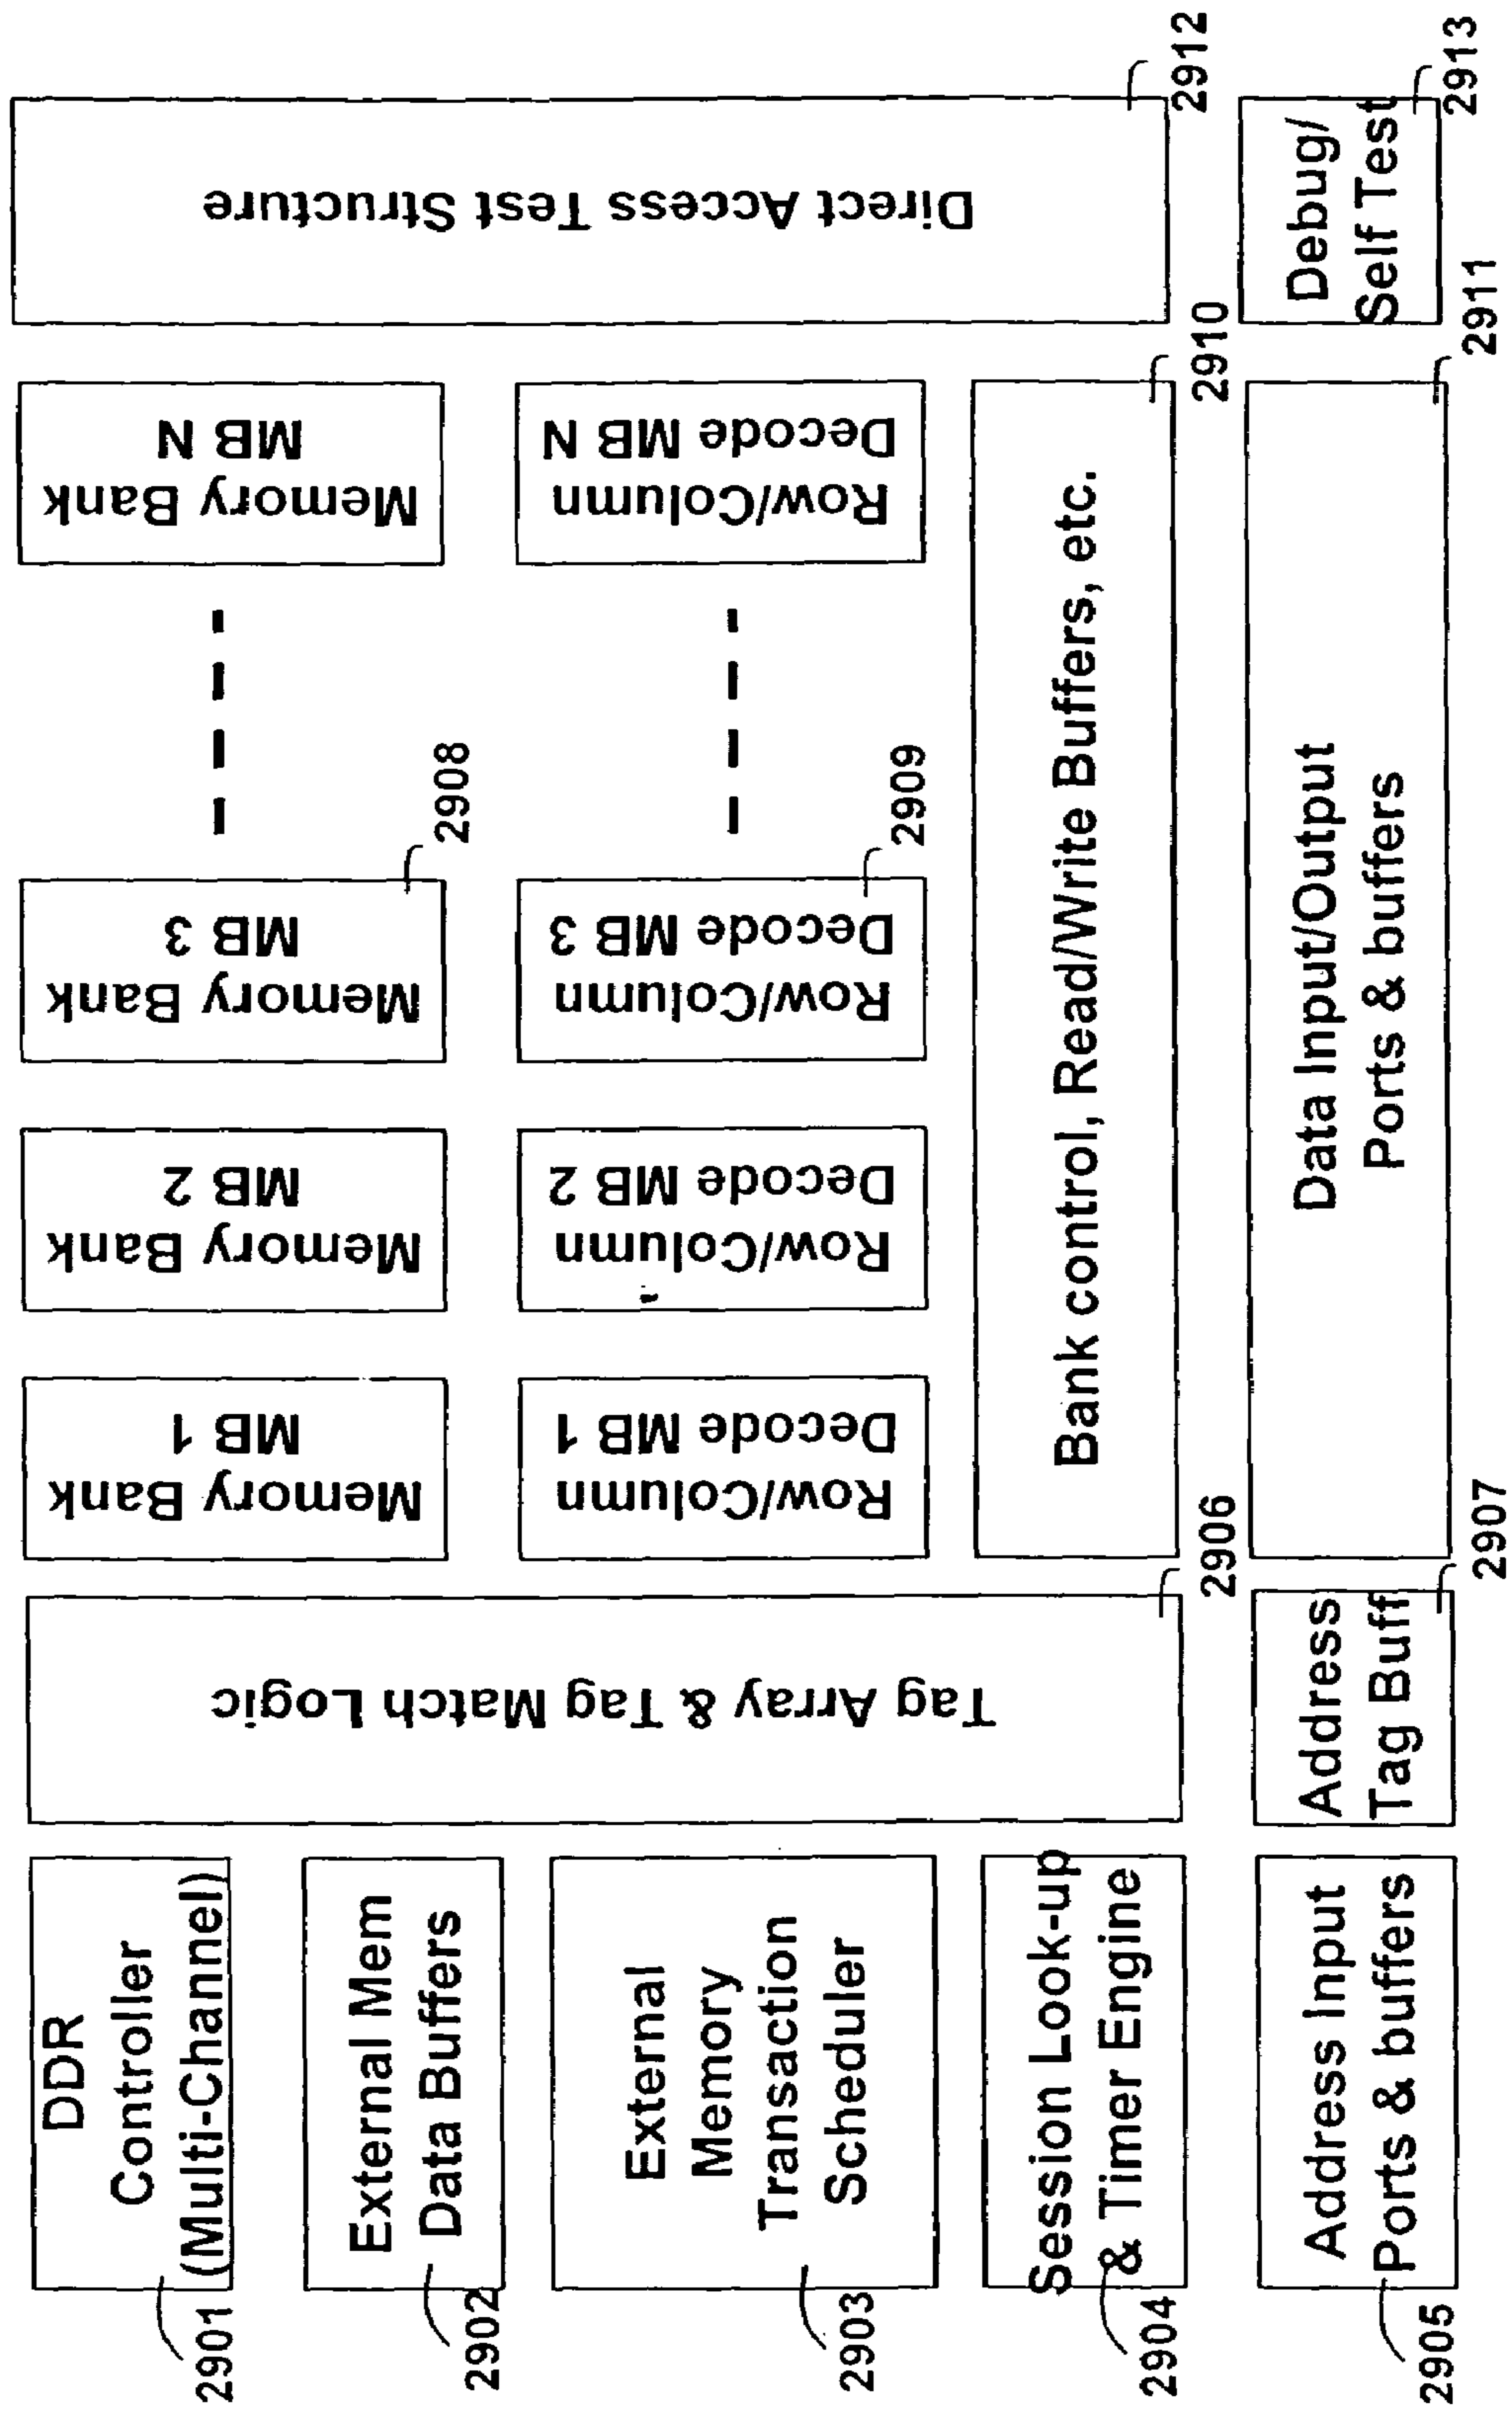 DDR
Controller
(Multi-Channel)
2901
External Mem
Data Buffers
2902
External
Memory
Transaction
Scheduler
2903
Session Look-up
& Timer Engine
2904
Address Input
Ports & buffers
2905
Tag Array & Tag Match Logic
2906
Address
Tag Buff
2907
Memory Bank
MB 1
Memory Bank
MB 2
Memory Bank
MB 3
2908
Memory Bank
MB N
Row/Column
Decode MB 1
Row/Column
Decode MB 2
Row/Column
Decode MB 3
2909
Row/Column
Decode MB N
Bank control, Read/Write Buffers, etc.
2910
Data Input/Output
Ports & buffers
2911
Direct Access Test Structure
2912
Debug/
Self Test
2913